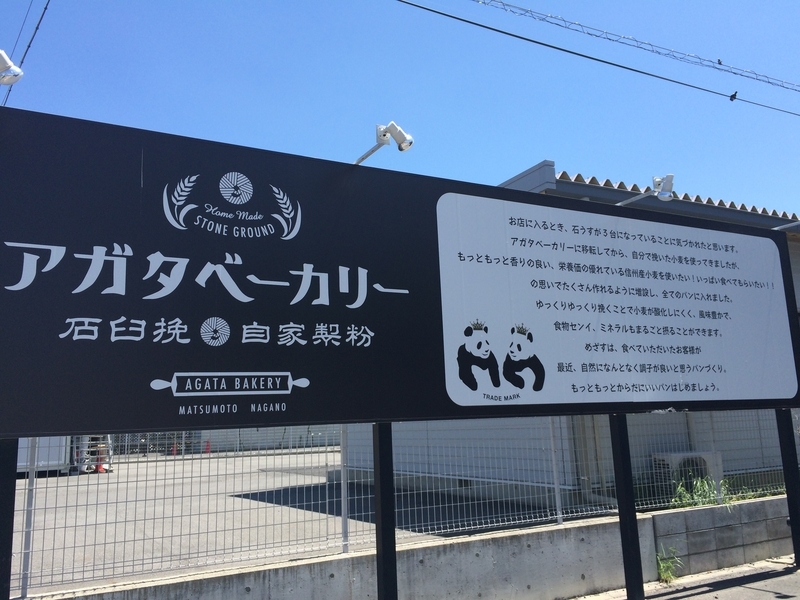 Home Made
STONE GROUND
アガタベーカリー
石臼挽 自家製粉
AGATA BAKERY
MATSUMOTO NAGANO
お店に入るとき、石うすが3台になっていることに気づかれたと思います。
アガタベーカリーに移転してから、自分で挽いた小麦を使ってきましたが、
もっともっと香りの良い、栄養価の優れている信州産小麦を使いたい!いっぱい食べてもらいたい!!
の思いでたくさん作れるように増設し、全てのパンに入れました。
ゆっくりゆっくり挽くことで小麦が酸化しにくく、風味豊かで、
食物センイ、ミネラルもまるごと摂ることができます。
めざすは、食べていただいたお客様が
最近、自然になんとなく調子が良いと思うパンづくり。
もっともっとからだにいいパンはじめましょう。
TRADE MARK